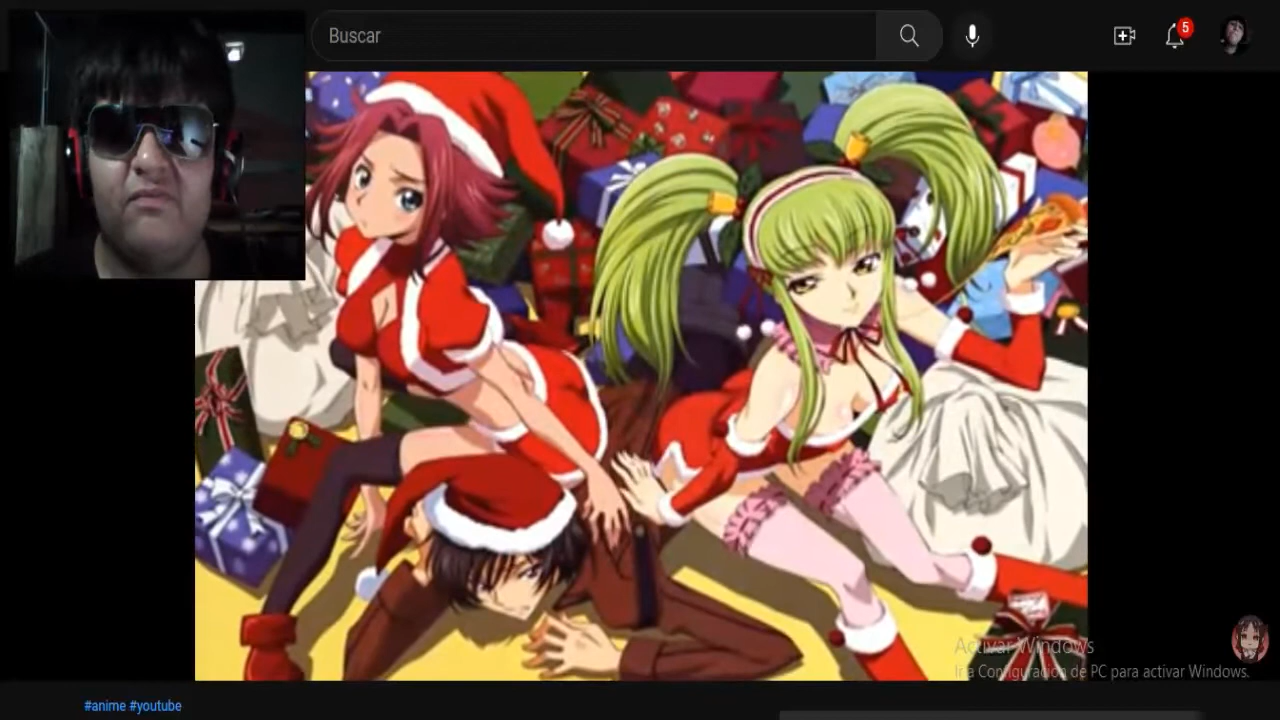 Buscar
5
Activar Windows
Ir a Configuración de PC para activar Windows.
#anime #youtube